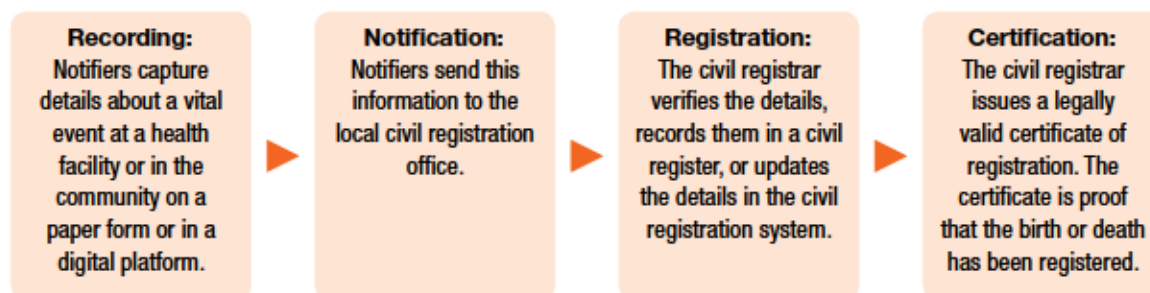 Recording:
Notifiers capture
details about a vital
event at a health
facility or in the
community on a
paper form or in a
digital platform.
Notification:
Notifiers send this
information to the
local civil registration
office.
Registration:
The civil registrar
verifies the details,
records them in a civil
register, or updates
the details in the civil
registration system.
Certification:
The civil registrar
issues a legally
valid certificate of
registration. The
certificate is proof
that the birth or death
has been registered.